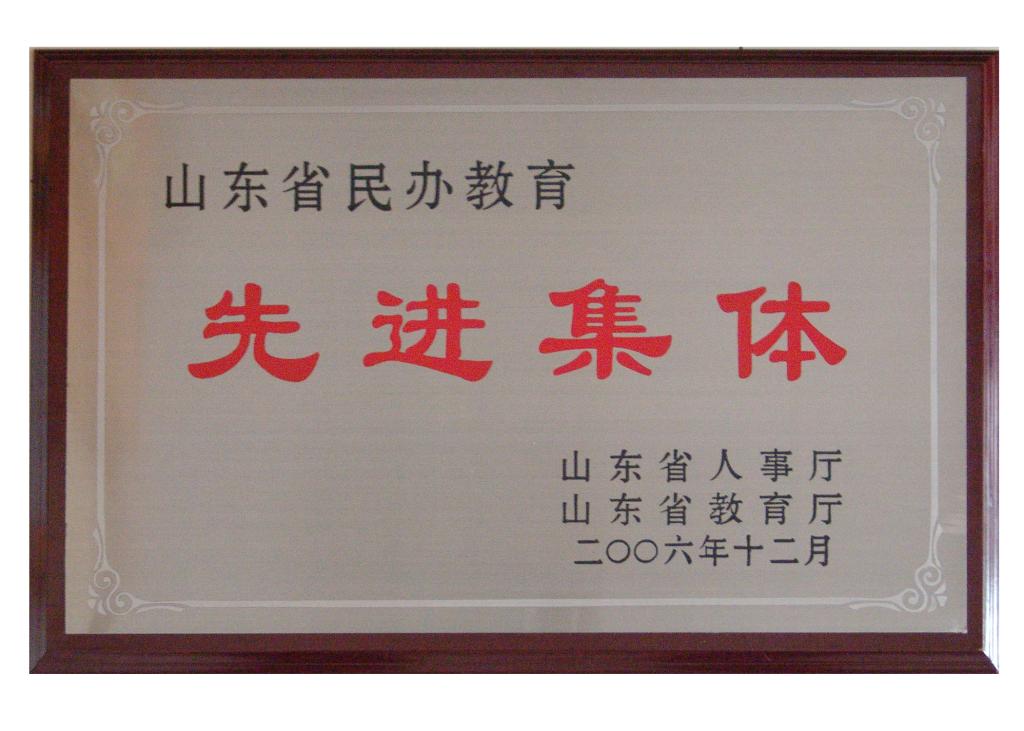 山东省民办教育
先进集体
山东省人事厅
山东省教育厅
二〇〇六年十二月